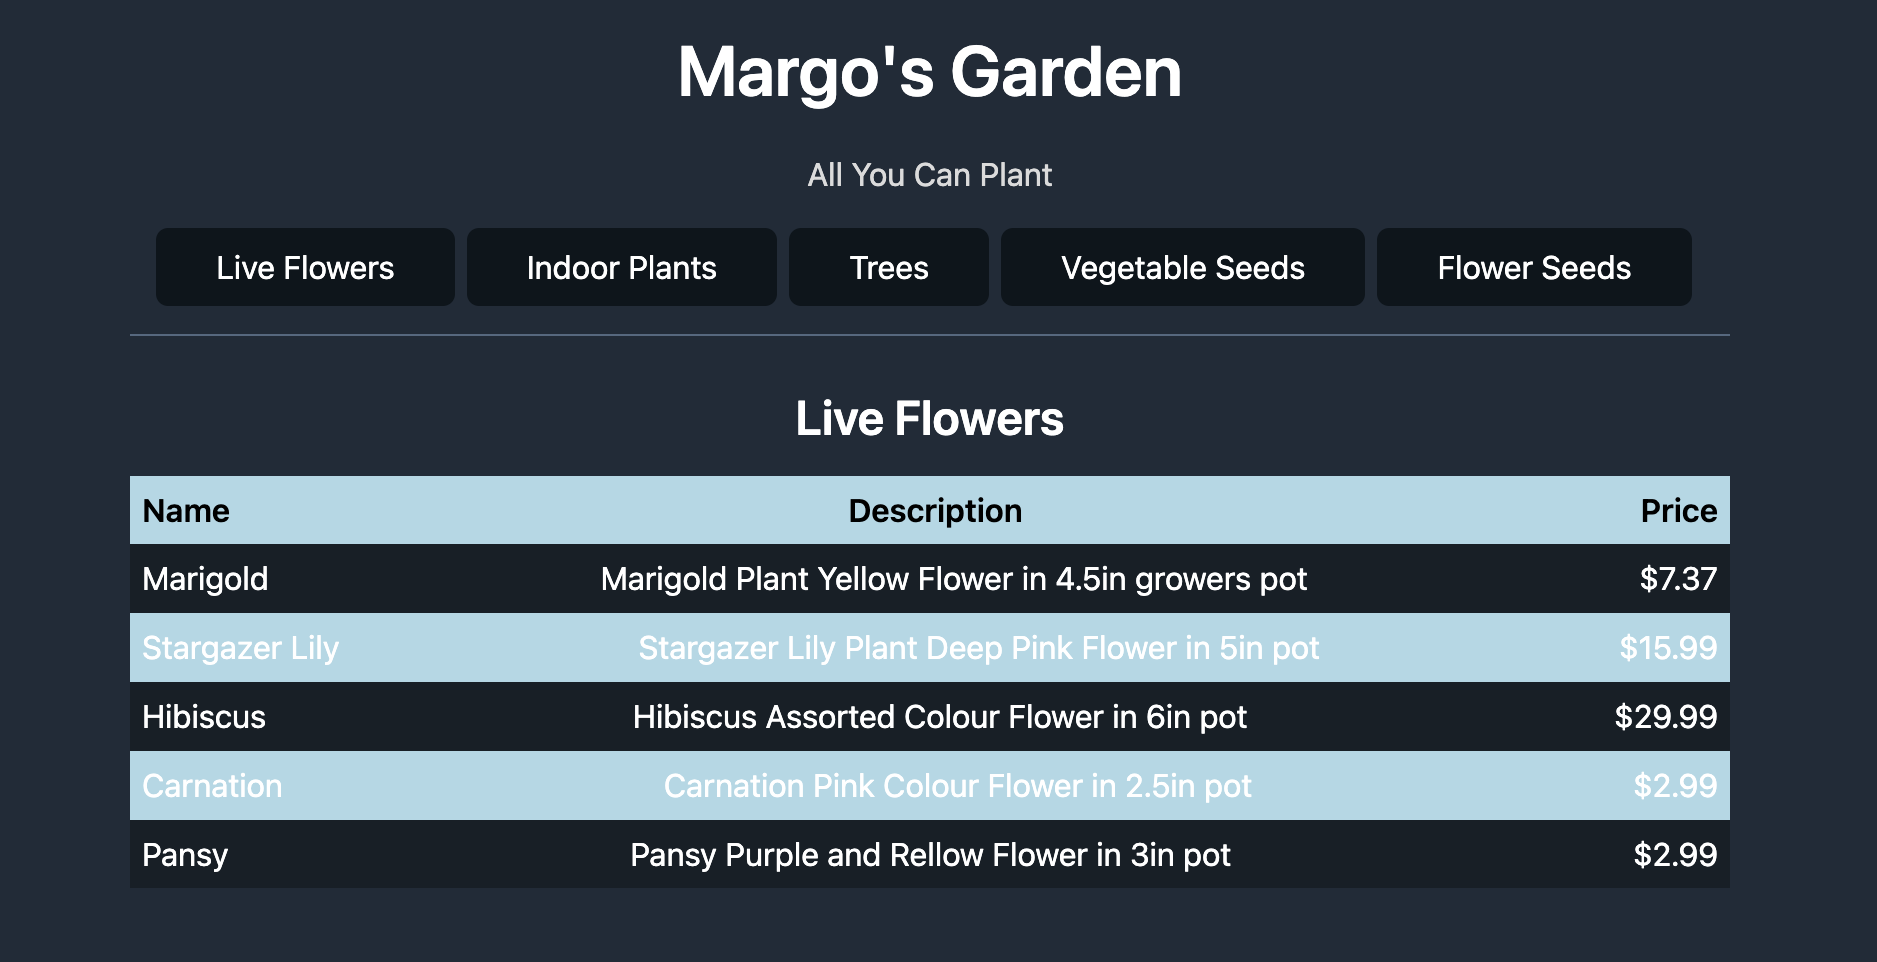 Margo's Garden
All You Can Plant
Live Flowers Indoor Plants Trees Vegetable Seeds Flower Seeds
Live Flowers
Name Description Price
Marigold Marigold Plant Yellow Flower in 4.5in growers pot $7.37
Stargazer Lily Stargazer Lily Plant Deep Pink Flower in 5in pot $15.99
Hibiscus Hibiscus Assorted Colour Flower in 6in pot $29.99
Carnation Carnation Pink Colour Flower in 2.5in pot $2.99
Pansy Pansy Purple and Rellow Flower in 3in pot $2.99